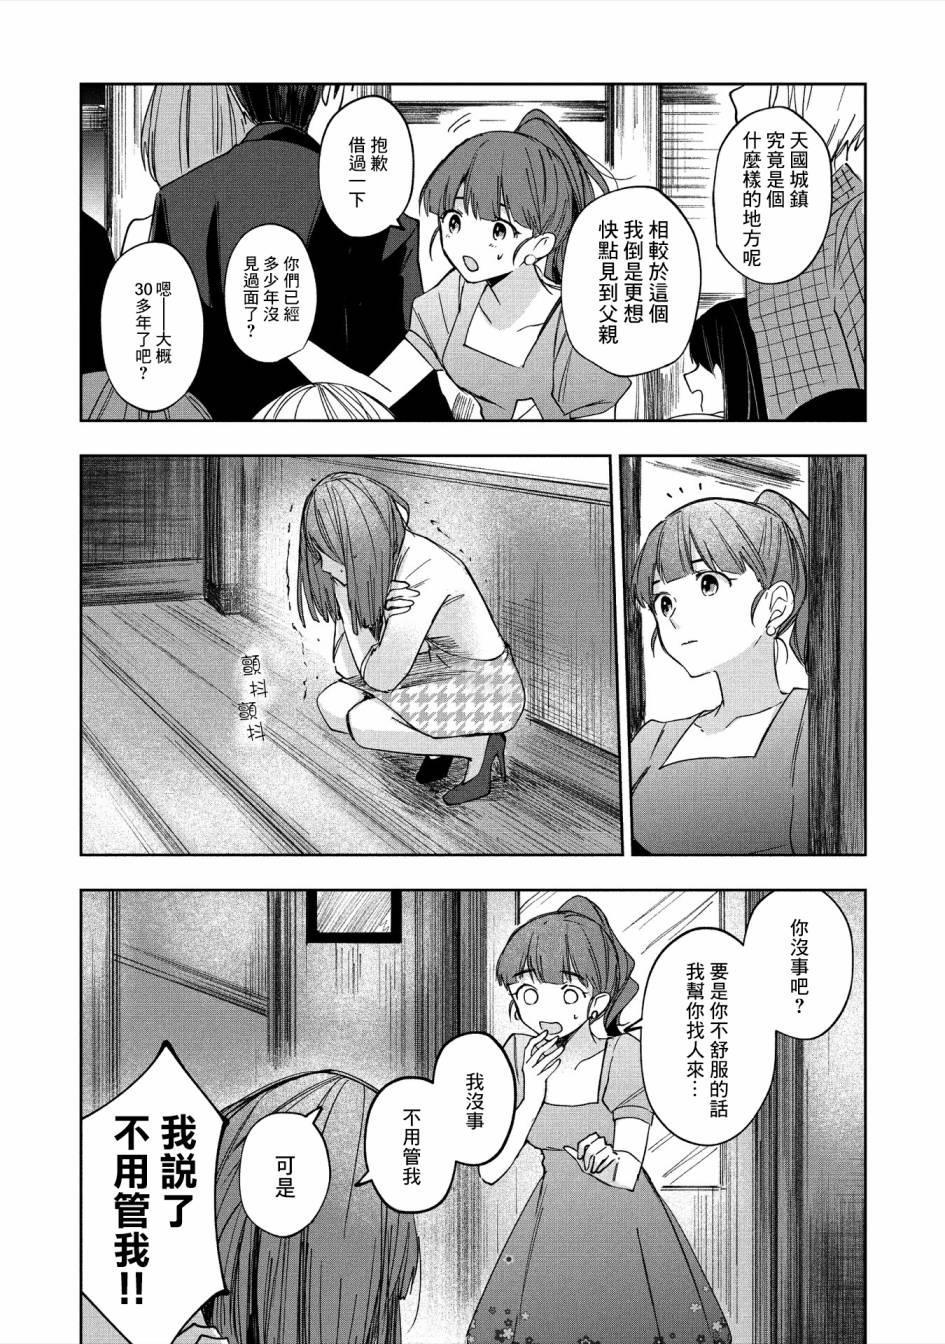 天國城鎮
究竟是個
什麼樣的地方呢
相較於這個
我倒是更想
快點見到父親
抱歉
借過一下
你們已經
多少年沒
見過面了?
嗯——大概
30多年了吧?
顫抖顫抖
你沒事吧?
要是你不舒服的話
我幫你找人來…
我沒事
不用管我
可是
我説了
不用管我!!